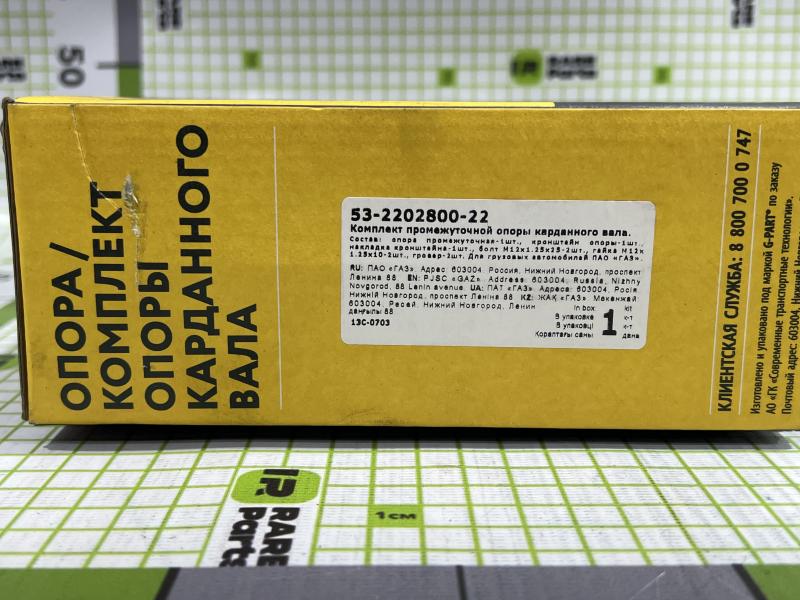 50
RARE
Parts
ОПОРА/
КОМПЛЕКТ
ОПОРЫ
КАРДАННОГО
ВАЛА
53-2202800-22
Комплект промежуточной опоры карданного вала.
Состав: опора промежуточная-1шт., кронштейн опоры-1шт.,
накладка кронштейна-1шт., болт М12х1.25х25-2шт., гайка М12х
1.25х10-2шт., гровер-2шт. Для грузовых автомобилей ПАО «ГАЗ».
RU: ПАО «ГАЗ» Адрес 603004, Россия, Нижний Новгород, проспект
Ленина 88 EN: PJSC «GAZ». Address: 603004, Russia, Nizhny
Novgorod, 88 Lenin avenue. UA: ПАТ «ГАЗ» Адреса: 603004, Росія,
Нижній Новгород, проспект Леніна 88 KZ: ЖАҚ «ГАЗ» Мекенжай
603004, Ресей, Нижний Новгород, Ленин
даңғылы 88
13С-0703
In box: 1 kit
В упаковке к-т
В упаковці к-т
Қораптағы саны дана
КЛИЕНТСКАЯ СЛУЖБА: 8 800 700 0 747
Изготовлено и упаковано под маркой G-PART® по заказу
АО «ГК «Современные транспортные технологии».
Почтовый адрес: 603004, Нижний
RARE
Parts
1 см